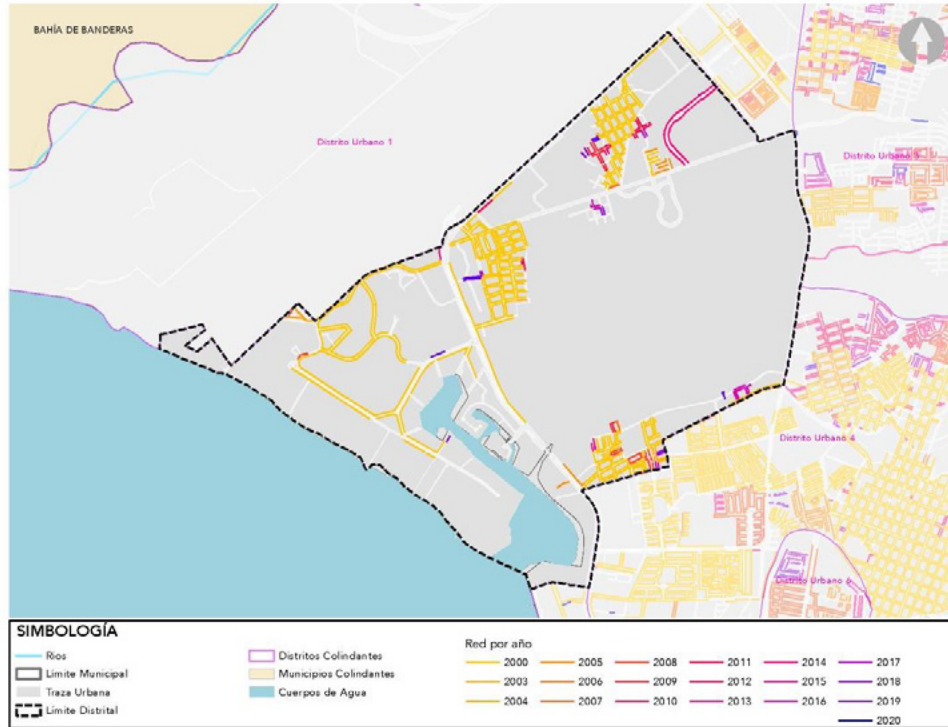 BAHÍA DE BANDERAS
Distrito Urbano 1
Distrito Urbano
Distrito Urbano 4
Distrito Urbano 6
SIMBOLOGÍA
Rios
Límite Municipal
Traza Urbana
Límite Distrital
Distritos Colindantes
Municipios Colindantes
Cuerpos de Agua
Red por año
2000
2003
2004
2005
2006
2007
2008
2009
2010
2011
2012
2013
2014
2015
2016
2017
2018
2019
2020